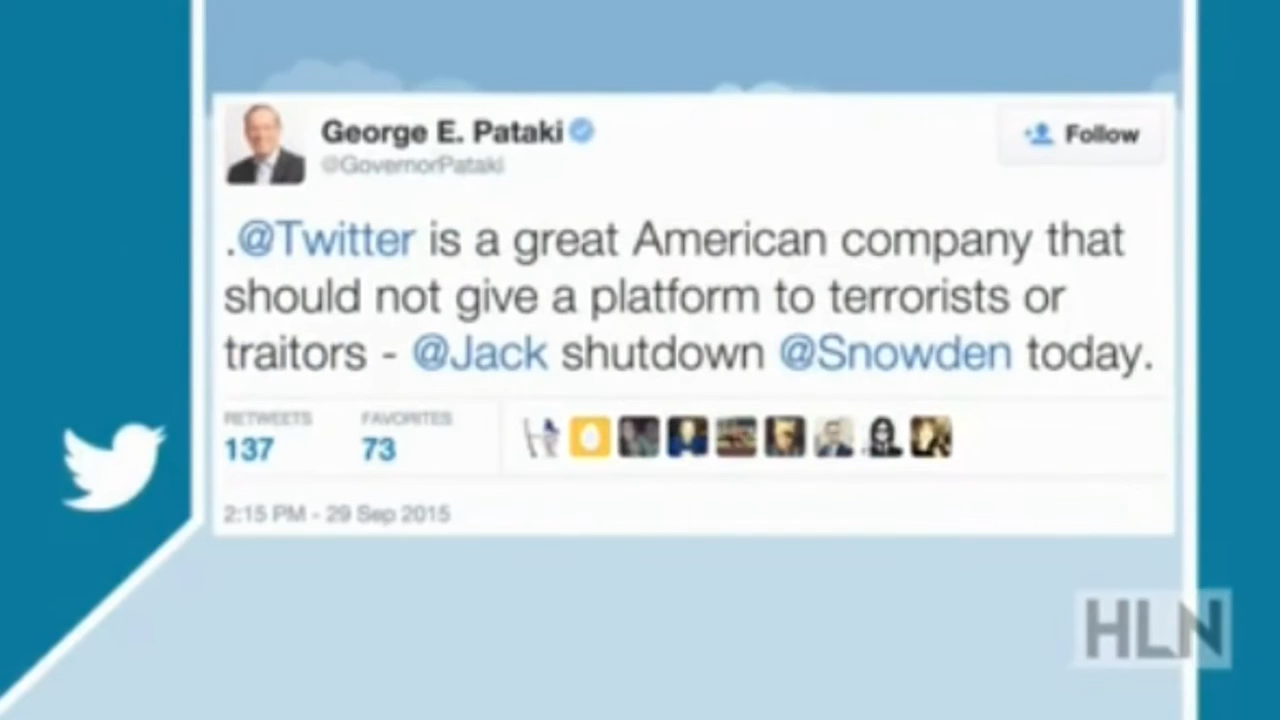 George E. Pataki
@GovernorPataki
Follow
.@Twitter is a great American company that
should not give a platform to terrorists or
traitors - @Jack shutdown @Snowden today.
RETWEETS FAVORITES
137 73
2:15 PM - 29 Sep 2015
HLN